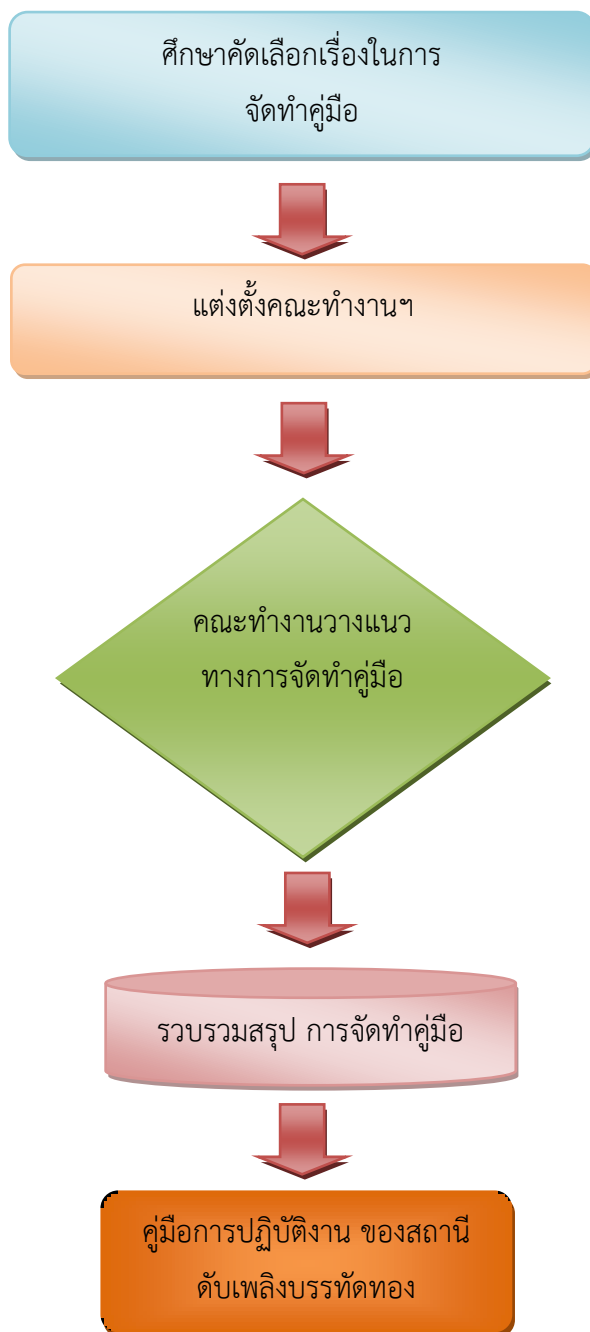 ศึกษาคัดเลือกเรื่องในการ
จัดทำคู่มือ
แต่งตั้งคณะทำงานฯ
คณะทำงานวางแนว
ทางการจัดทำคู่มือ
รวบรวมสรุป การจัดทำคู่มือ
คู่มือการปฏิบัติงาน ของสถานี
ดับเพลิงบรรทัดทอง